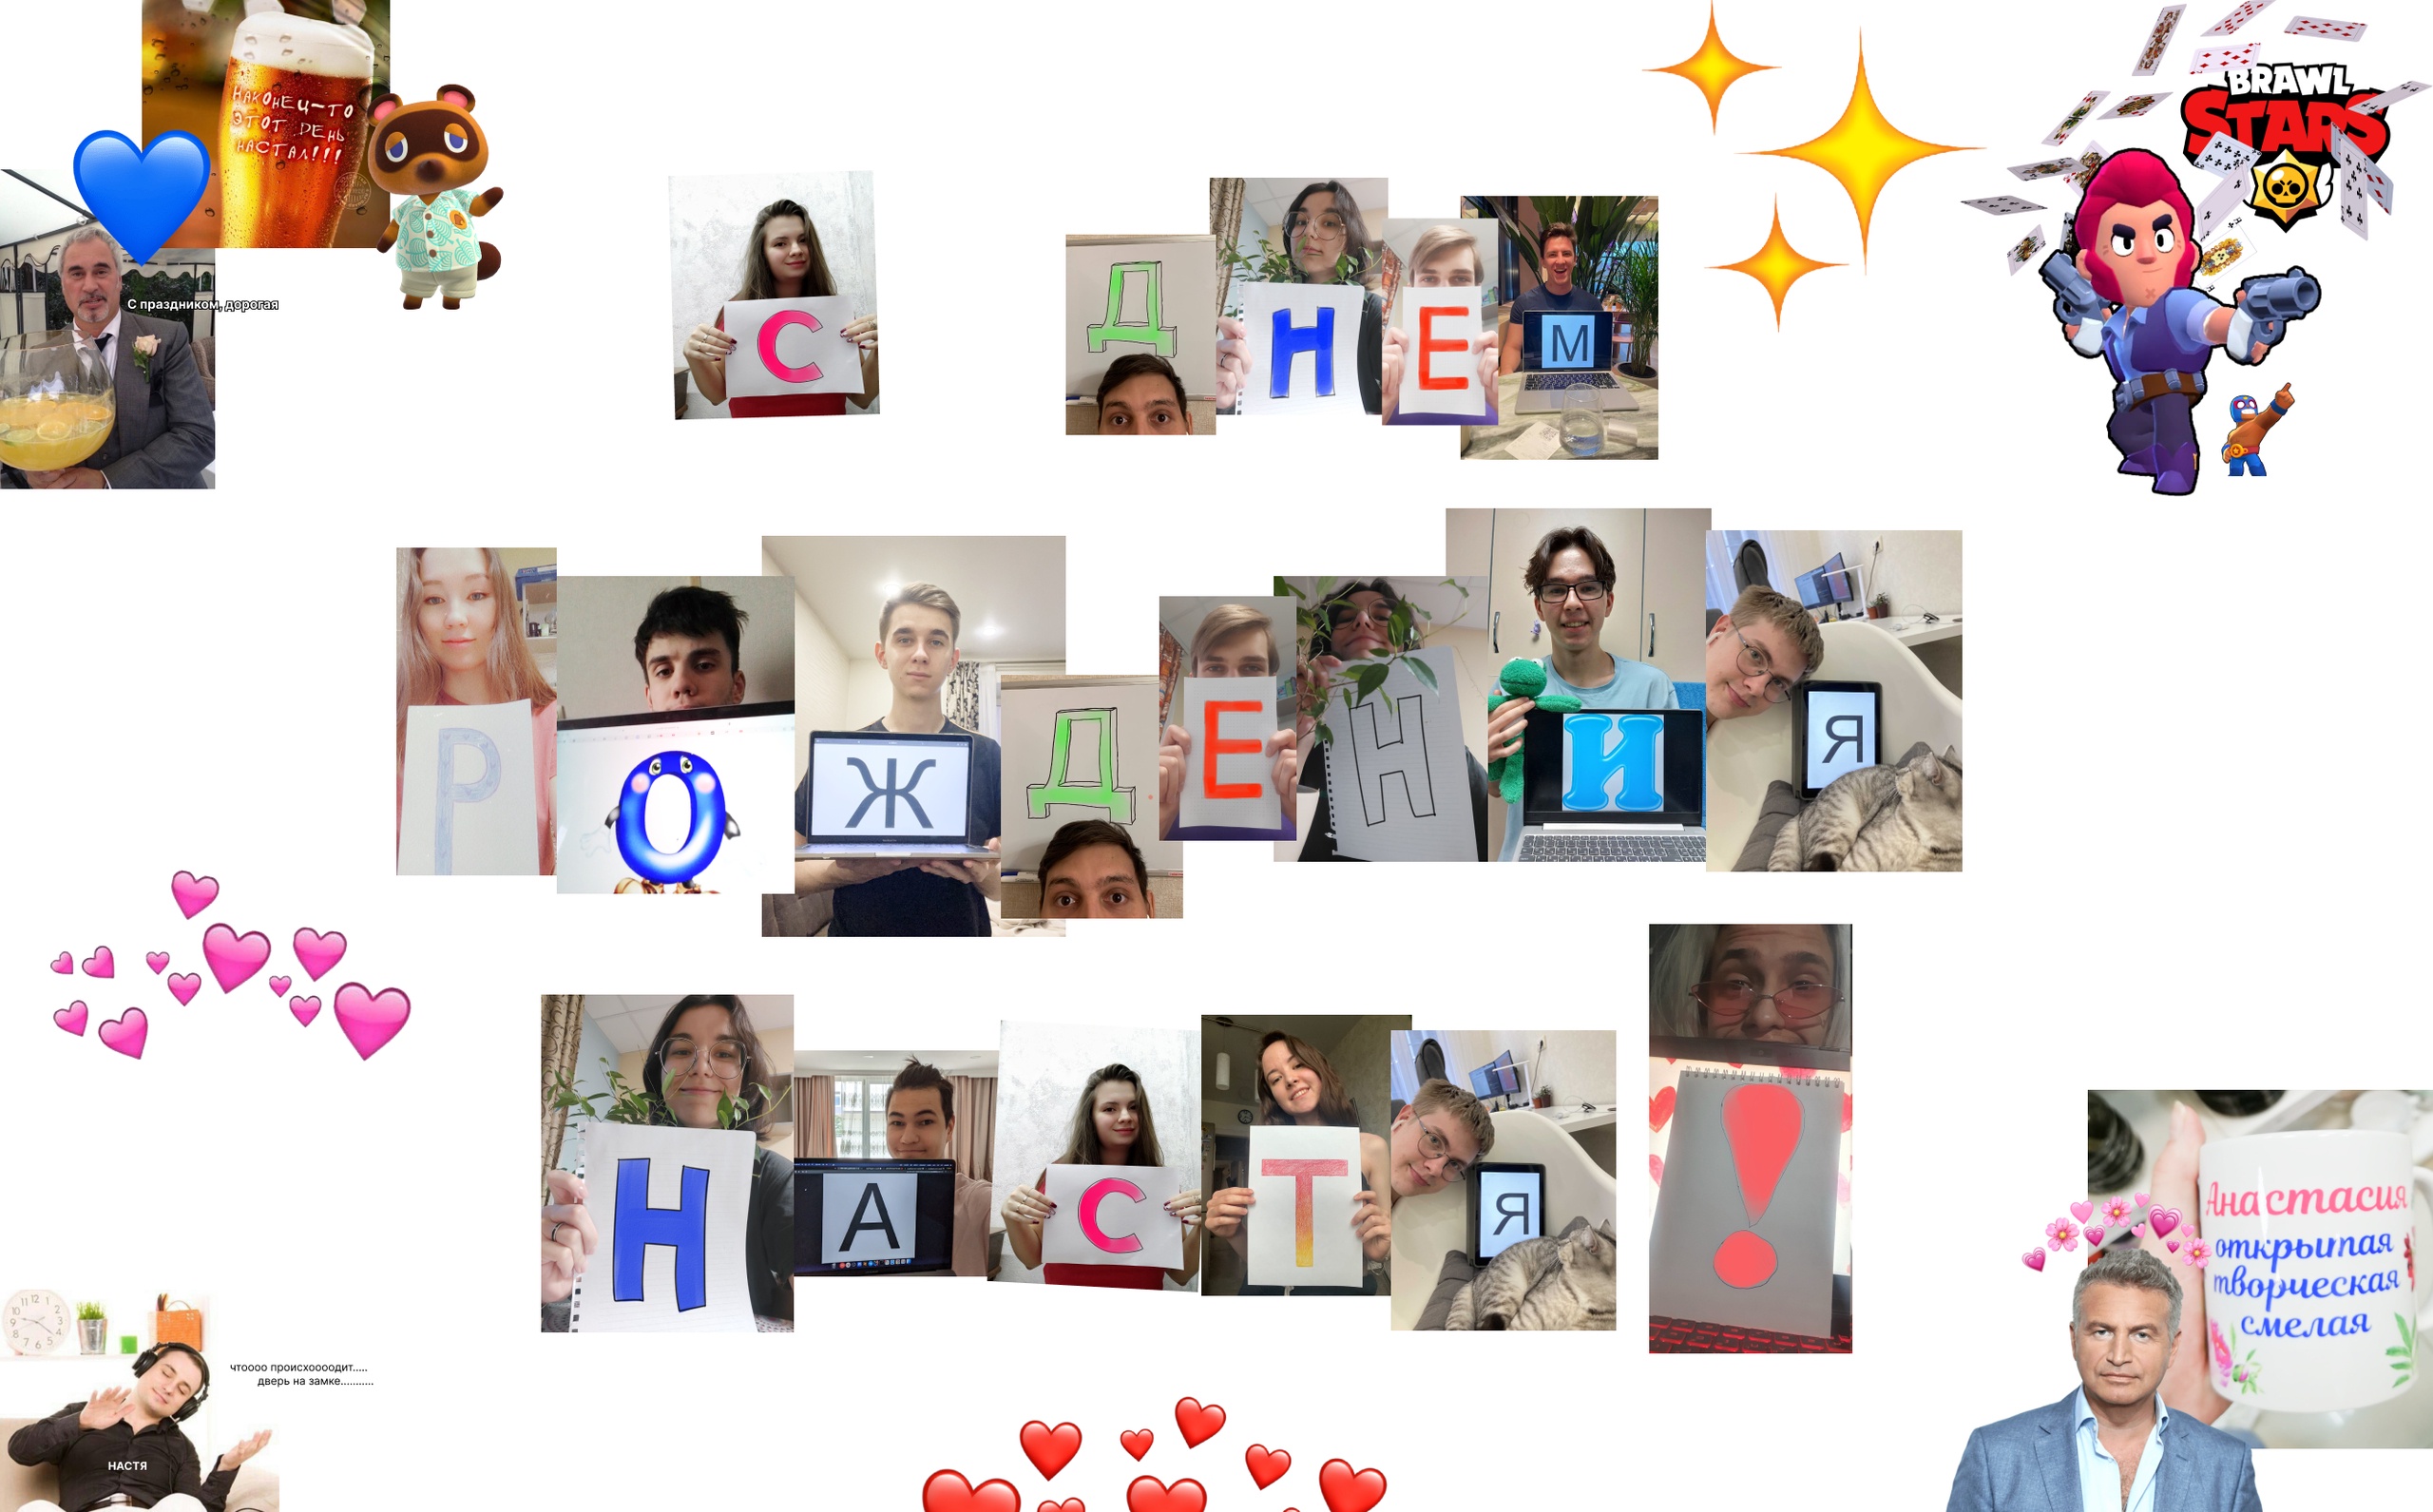 НАКОНЕЦ-ТО
ЭТОТ ДЕНЬ
НАСТАЛ!!!
С праздником, дорогая
BRAWL
STARS
С ДНЕМ
РОЖДЕНИЯ
НАСТЯ!
Анастасия
открытая
творческая
смелая
чтоооо происхоооодит.....
дверь на замке...........
НАСТЯ